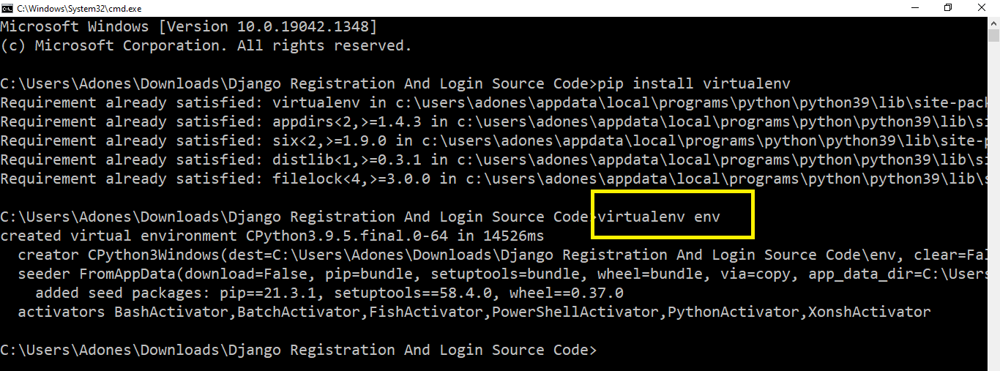 C:\Windows\System32\cmd.exe
Microsoft Windows [Version 10.0.19042.1348]
(c) Microsoft Corporation. All rights reserved.
C:\Users\Adones\Downloads\Django Registration And Login Source Code>pip install virtualenv
Requirement already satisfied: virtualenv in c:\users\adones\appdata\local\programs\python\python39\lib\site-pack
Requirement already satisfied: appdirs<2,>=1.4.3 in c:\users\adones\appdata\local\programs\python\python39\lib\si
Requirement already satisfied: six<2,>=1.9.0 in c:\users\adones\appdata\local\programs\python\python39\lib\site-p
Requirement already satisfied: distlib<1,>=0.3.1 in c:\users\adones\appdata\local\programs\python\python39\lib\si
Requirement already satisfied: filelock<4,>=3.0.0 in c:\users\adones\appdata\local\programs\python\python39\lib\s
C:\Users\Adones\Downloads\Django Registration And Login Source Code>virtualenv env
created virtual environment CPython3.9.5.final.0-64 in 14526ms
  creator CPython3Windows(dest=C:\Users\Adones\Downloads\Django Registration And Login Source Code\env, clear=Fal
  seeder FromAppData(download=False, pip=bundle, setuptools=bundle, wheel=bundle, via=copy, app_data_dir=C:\Users
    added seed packages: pip==21.3.1, setuptools==58.4.0, wheel==0.37.0
  activators BashActivator,BatchActivator,FishActivator,PowerShellActivator,PythonActivator,XonshActivator
C:\Users\Adones\Downloads\Django Registration And Login Source Code>